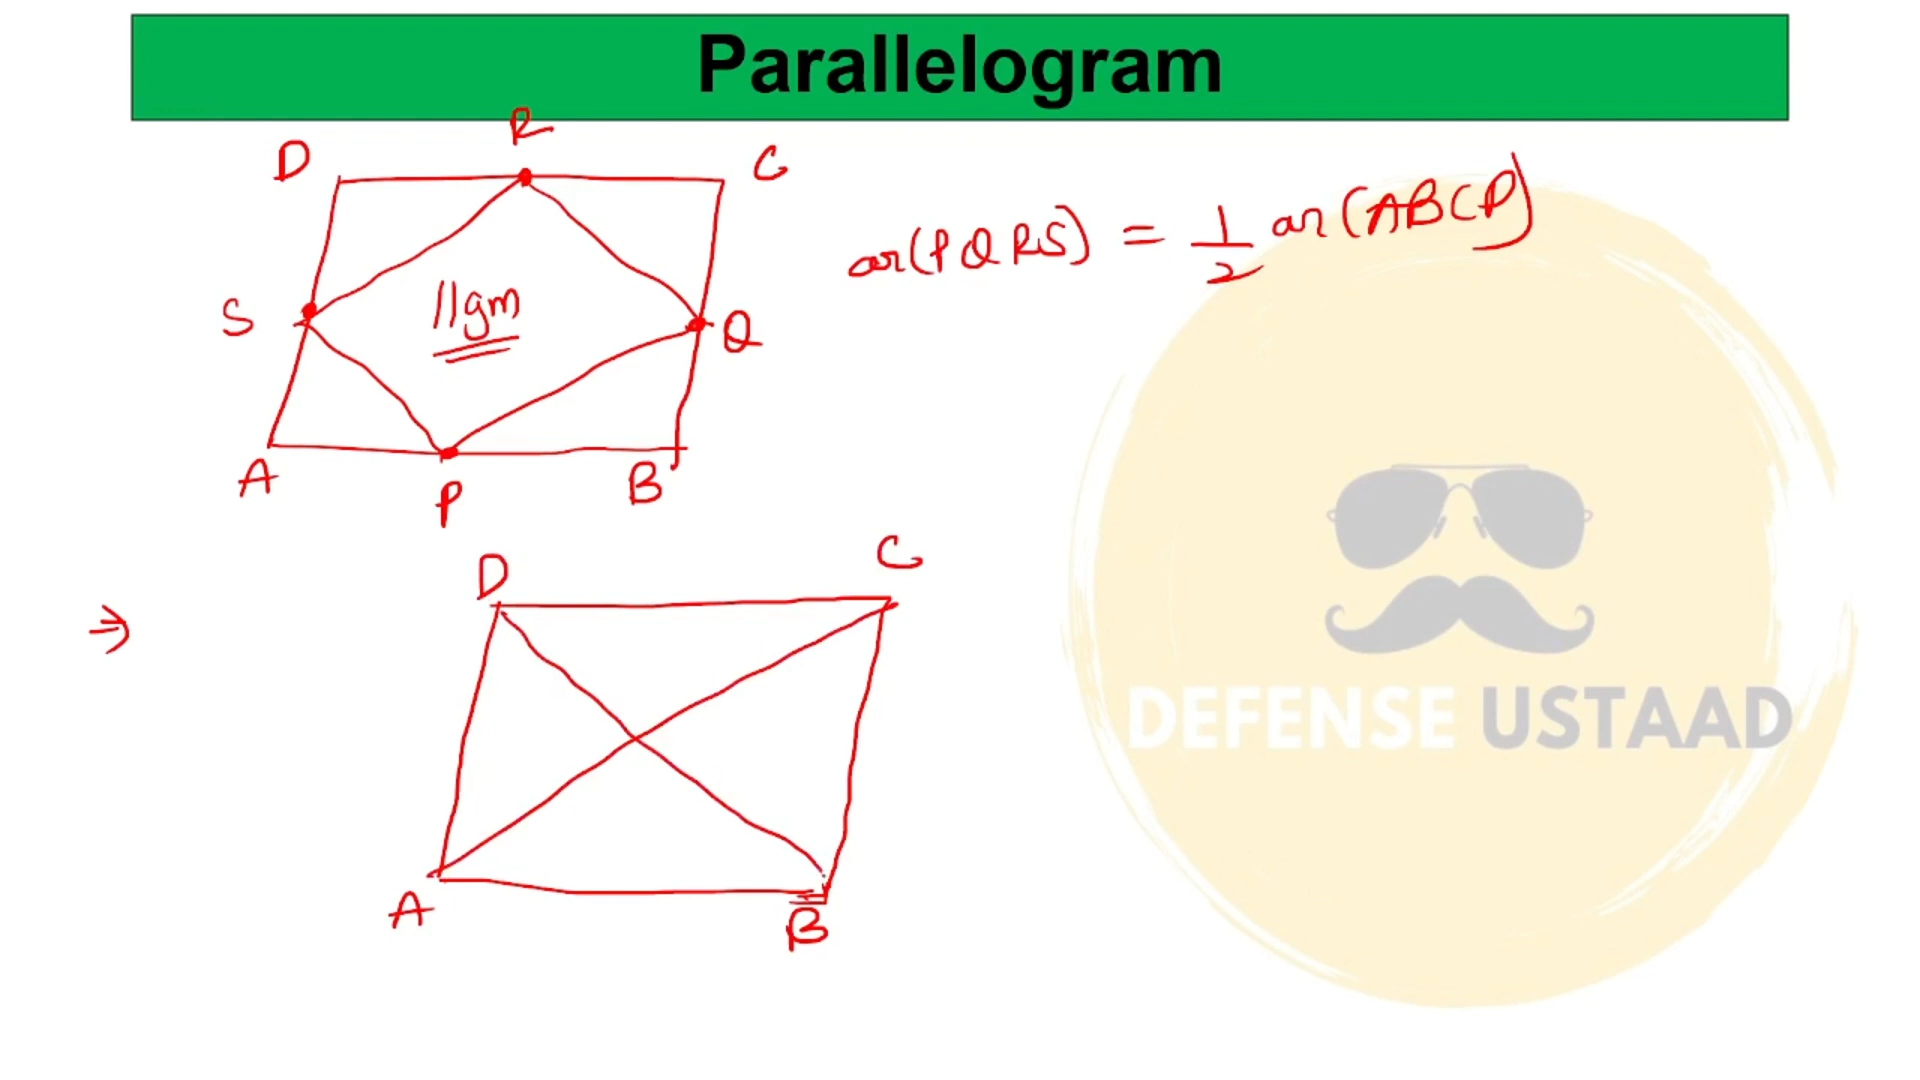 Parallelogram
R
D
C
ar(PQRS) = 1/2 ar(ABCD)
S
||gm
Q
A
P
B
D
C
⇒
A
B
DEFENSE USTAAD